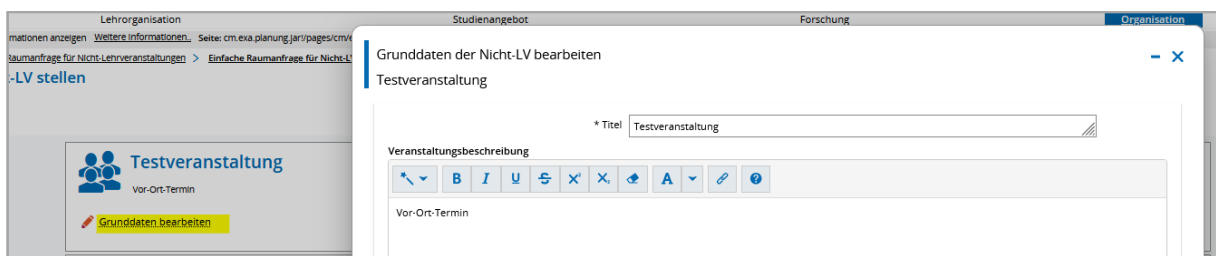 Lehrorganisation Studienangebot Forschung Organisation
mationen anzeigen Weitere Informationen.. Seite: cm.exa.planung.jar!/pages/cm/e
Raumanfrage für Nicht-Lehrveranstaltungen > Einfache Raumanfrage für Nicht-L
-LV stellen
Testveranstaltung
Vor-Ort-Termin
Grunddaten bearbeiten
Grunddaten der Nicht-LV bearbeiten
Testveranstaltung
* Titel Testveranstaltung
Veranstaltungsbeschreibung
B I U S X² X₂ A
Vor-Ort-Termin